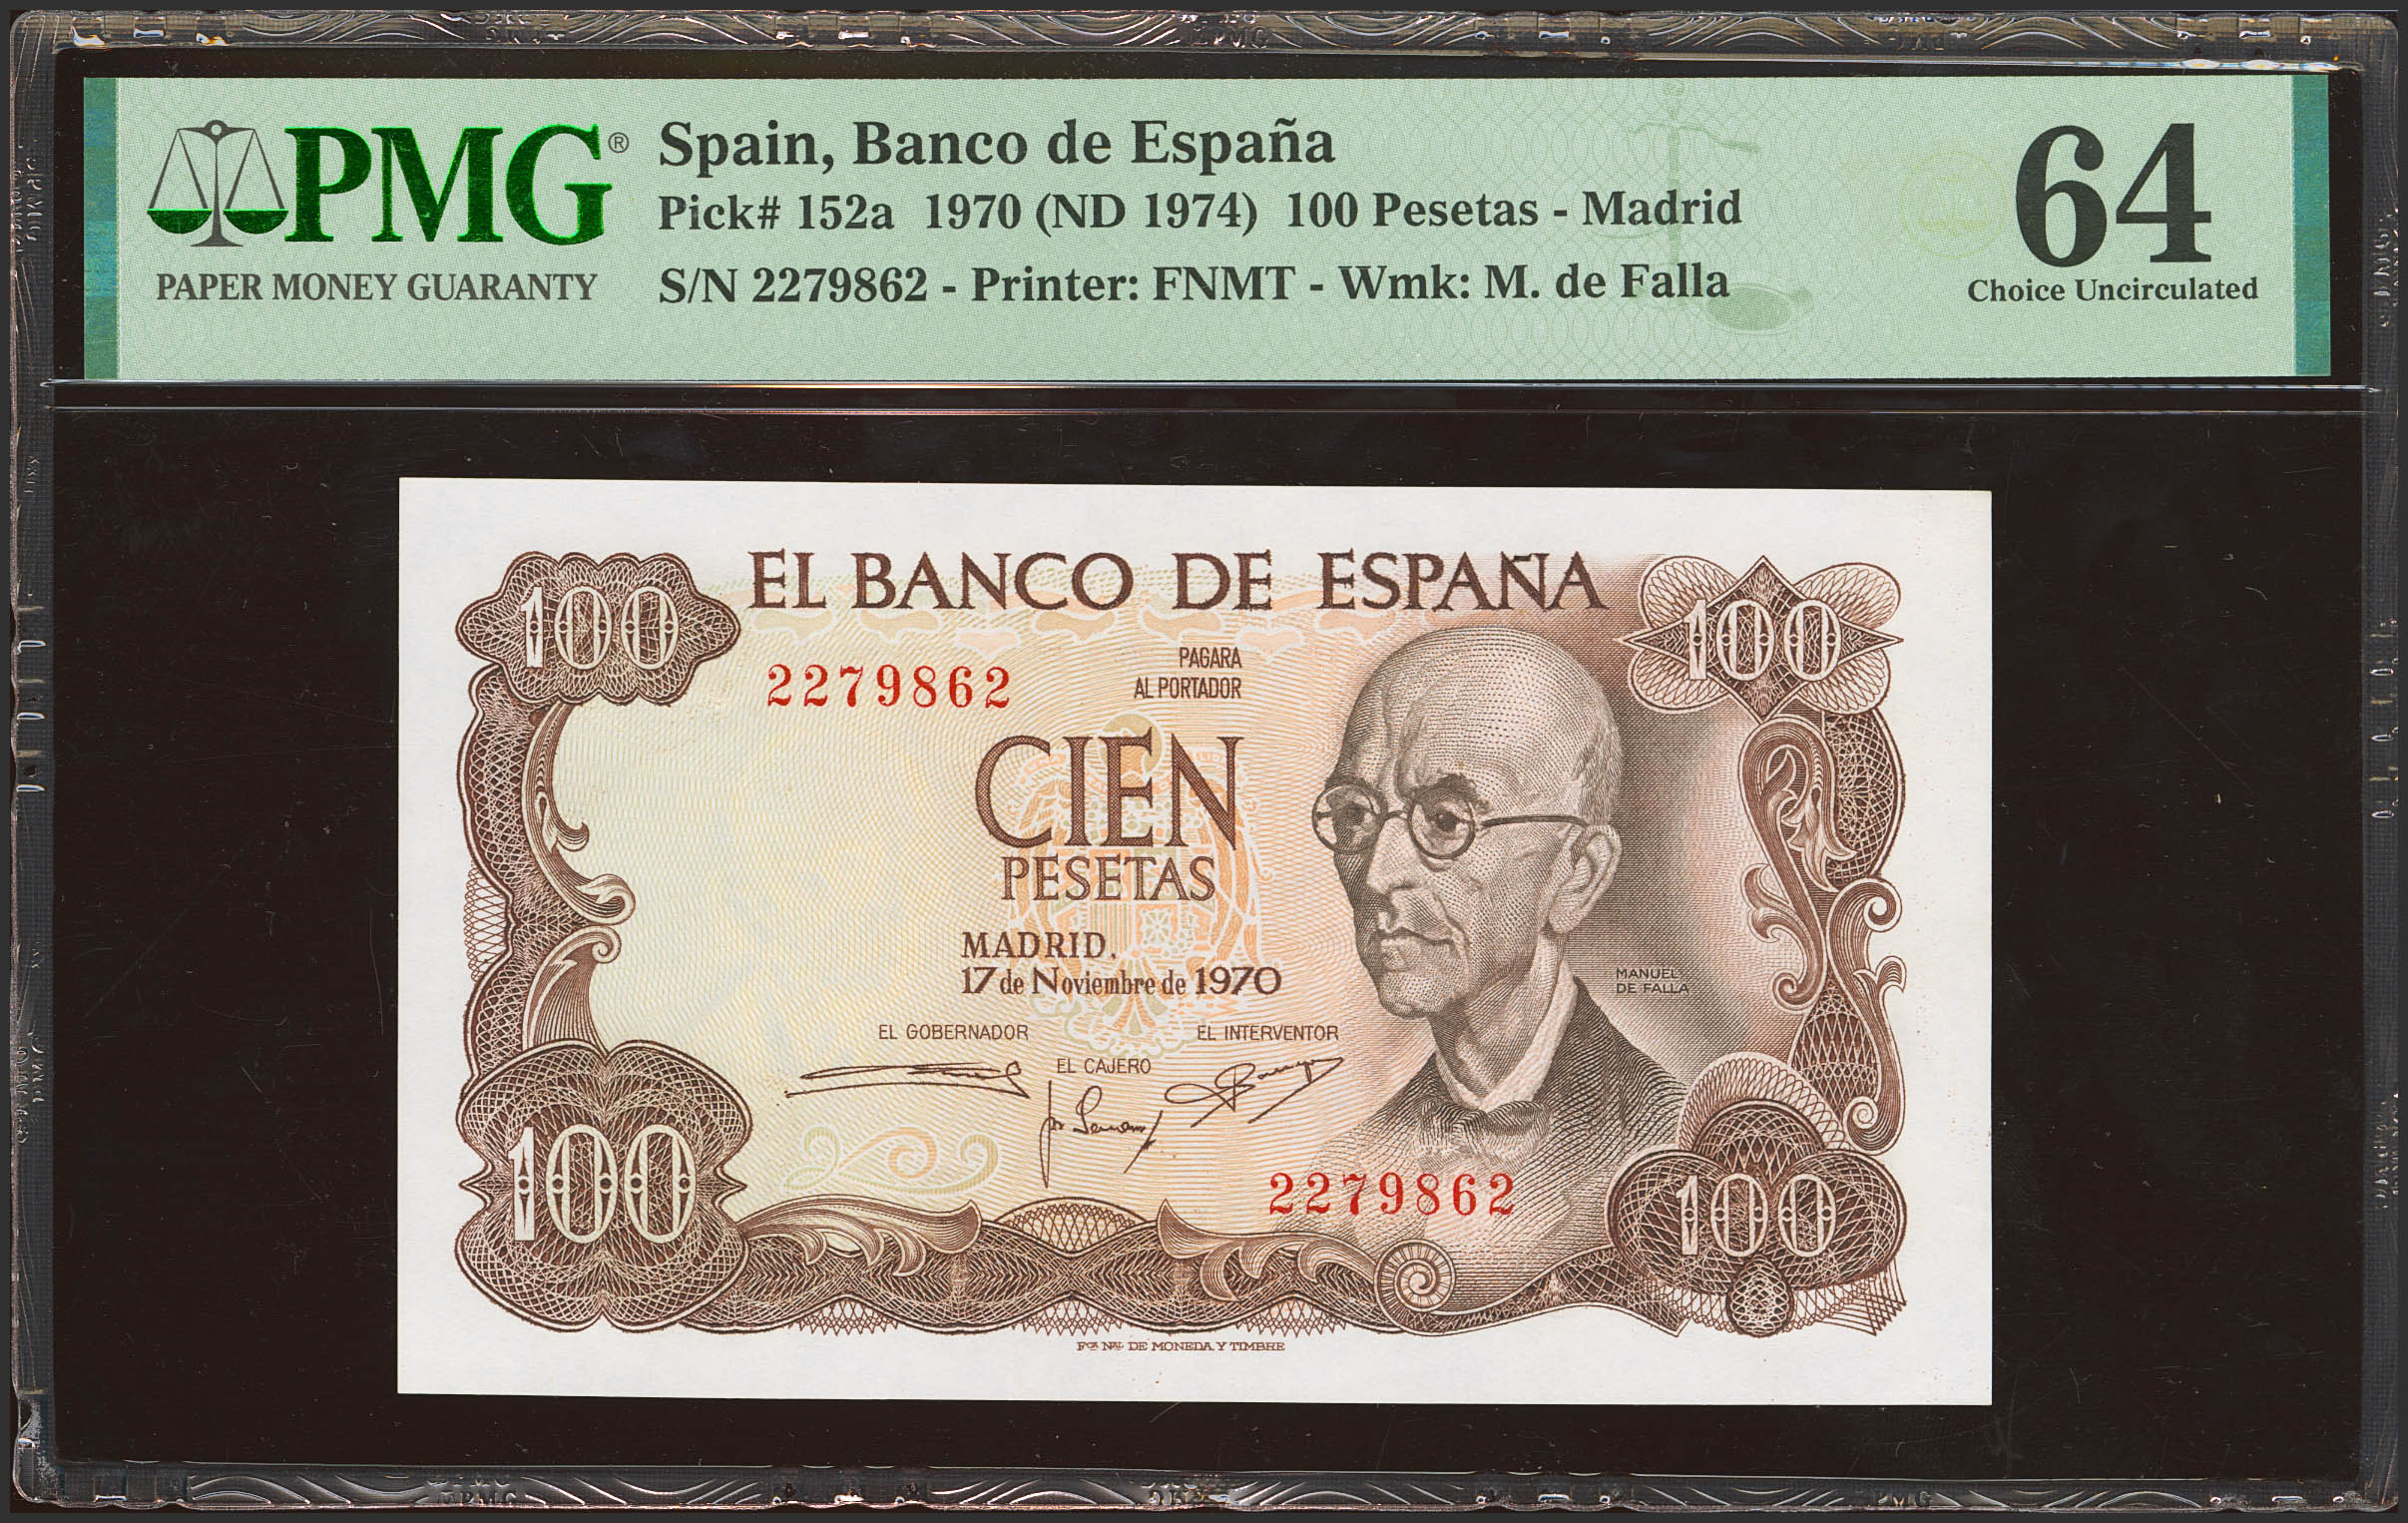 PMG®
PAPER MONEY GUARANTY
Spain, Banco de España
Pick# 152a 1970 (ND 1974) 100 Pesetas - Madrid
S/N 2279862 - Printer: FNMT - Wmk: M. de Falla
64
Choice Uncirculated
100
EL BANCO DE ESPAÑA
100
2279862
PAGARA
AL PORTADOR
CIEN
PESETAS
MADRID,
17 de Noviembre de 1970
MANUEL
DE FALLA
EL GOBERNADOR
EL INTERVENTOR
EL CAJERO
100
2279862
100
FCA NAL DE MONEDA Y TIMBRE